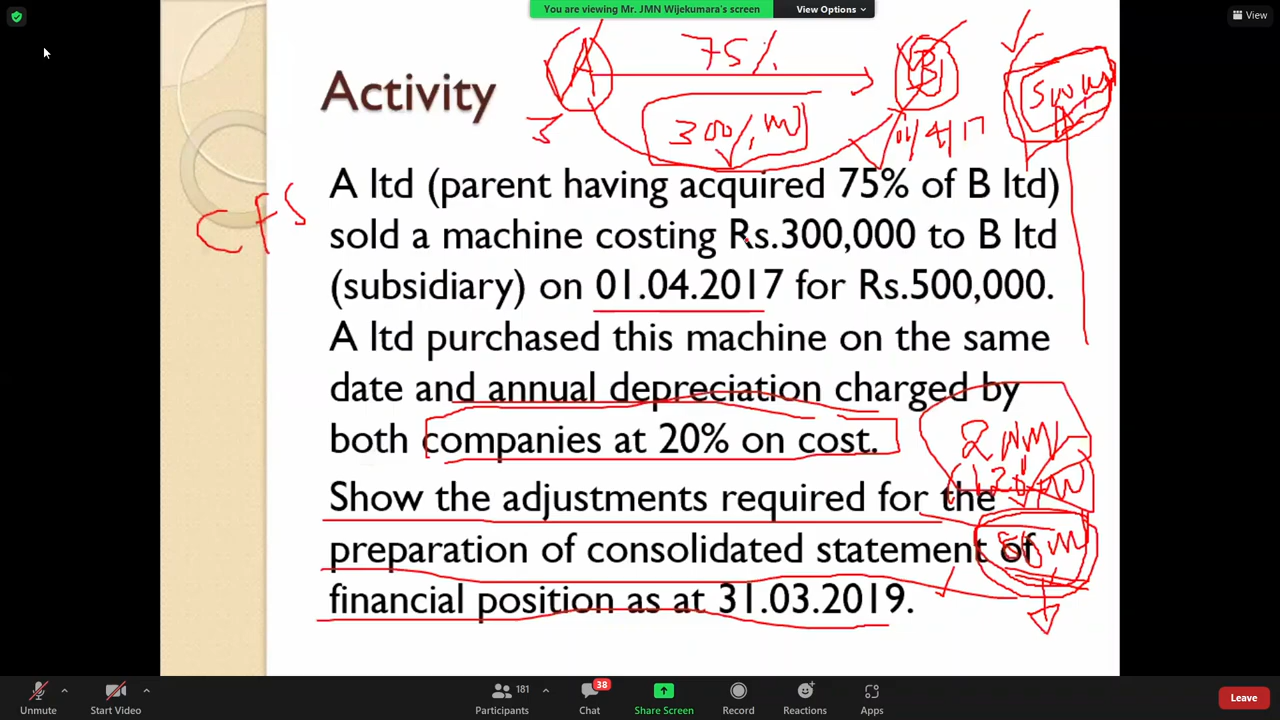 You are viewing Mr. JMN Wijekumara's screen
View Options
View
A
75%
B
300/.W
01/4/17
Activity
CFS
A ltd (parent having acquired 75% of B ltd)
sold a machine costing Rs.300,000 to B ltd
(subsidiary) on 01.04.2017 for Rs.500,000.
A ltd purchased this machine on the same
date and annual depreciation charged by
both companies at 20% on cost.
Show the adjustments required for the
preparation of consolidated statement of
financial position as at 31.03.2019.
Unmute
Start Video
181
Participants
38
Chat
Share Screen
Record
Reactions
Apps
Leave